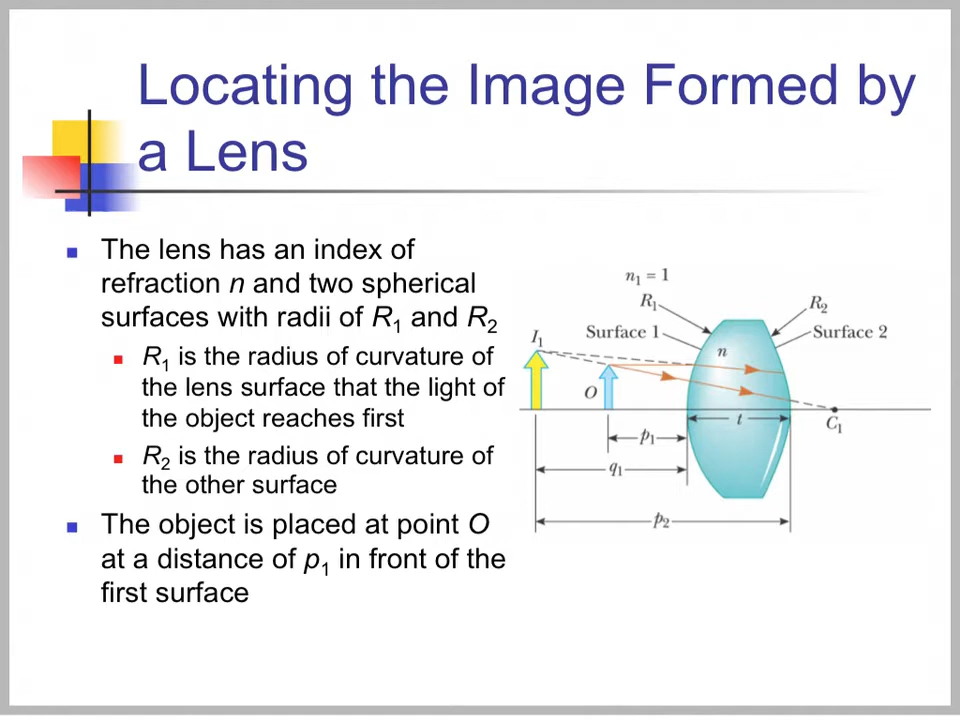 Locating the Image Formed by
a Lens
The lens has an index of
refraction n and two spherical
surfaces with radii of R₁ and R₂
R₁ is the radius of curvature of
the lens surface that the light of
the object reaches first
R₂ is the radius of curvature of
the other surface
The object is placed at point O
at a distance of p₁ in front of the
first surface
n₁ = 1
R₁
R₂
Surface 1
Surface 2
I₁
n
O
t
C₁
p₁
q₁
p₂